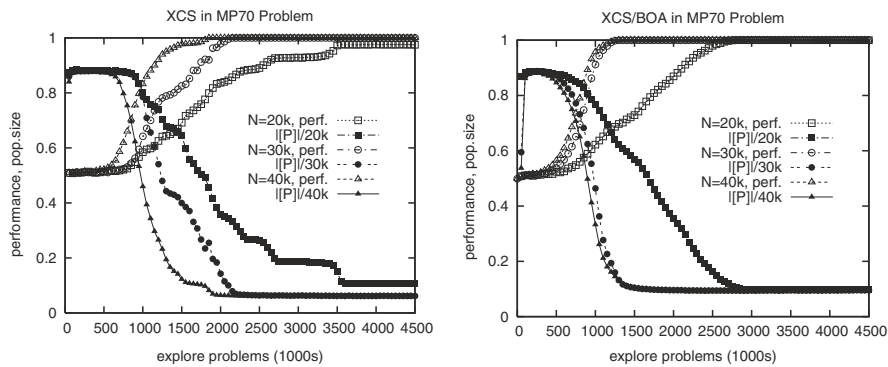 XCS in MP70 Problem
performance, pop.size
1
0.8
0.6
0.4
0.2
0
N=20k, perf.
|[P]|/20k
N=30k, perf.
|[P]|/30k
N=40k, perf.
|[P]|/40k
0 500 1000 1500 2000 2500 3000 3500 4000 4500
explore problems (1000s)
XCS/BOA in MP70 Problem
performance, pop.size
1
0.8
0.6
0.4
0.2
0
N=20k, perf.
|[P]|/20k
N=30k, perf.
|[P]|/30k
N=40k, perf.
|[P]|/40k
0 500 1000 1500 2000 2500 3000 3500 4000 4500
explore problems (1000s)